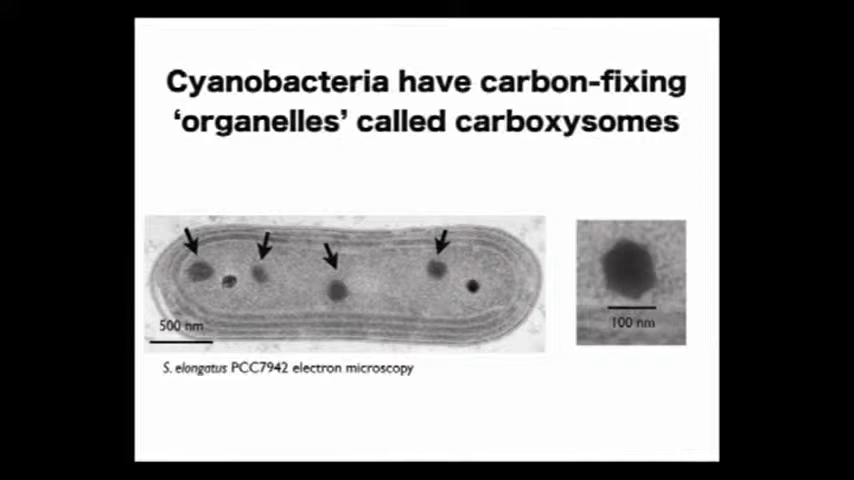 Cyanobacteria have carbon-fixing
‘organelles’ called carboxysomes
500 nm
100 nm
S. elongatus PCC7942 electron microscopy